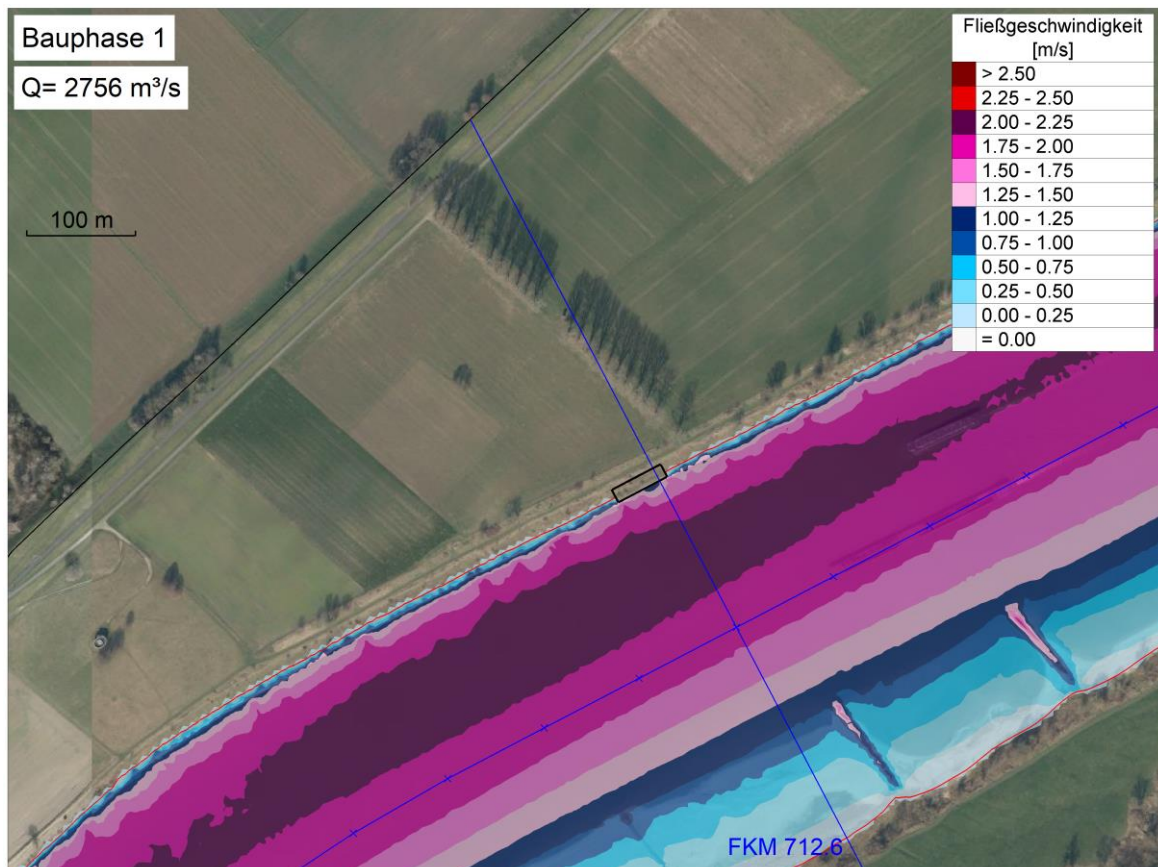 Bauphase 1
Q= 2756 m³/s
100 m
Fließgeschwindigkeit
[m/s]
> 2.50
2.25 - 2.50
2.00 - 2.25
1.75 - 2.00
1.50 - 1.75
1.25 - 1.50
1.00 - 1.25
0.75 - 1.00
0.50 - 0.75
0.25 - 0.50
0.00 - 0.25
= 0.00
FKM 712.6